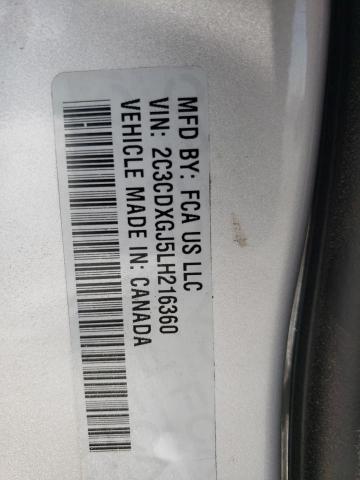 MFD BY: FCA US LLC
VIN: 2C3CDXGJ5LH216360
VEHICLE MADE IN: CANADA